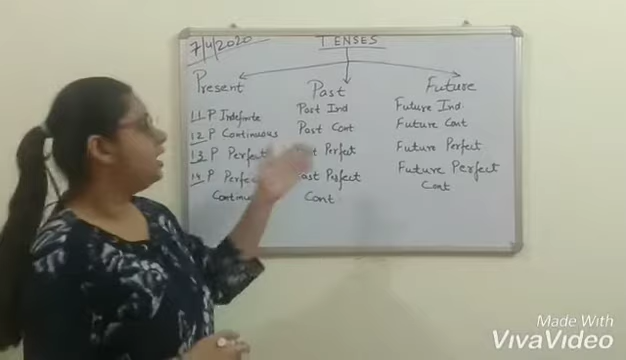 7/4/2020
TENSES
Present
Past
Future
1.1 P Indefinite
1.2 P Continuous
1.3 P Perfect
1.4 P Perfect
Continuous
Past Ind
Past Cont
Past Perfect
Cont
Future Ind.
Future Cont
Future Perfect
Future Perfect
Cont
Made With
VivaVideo